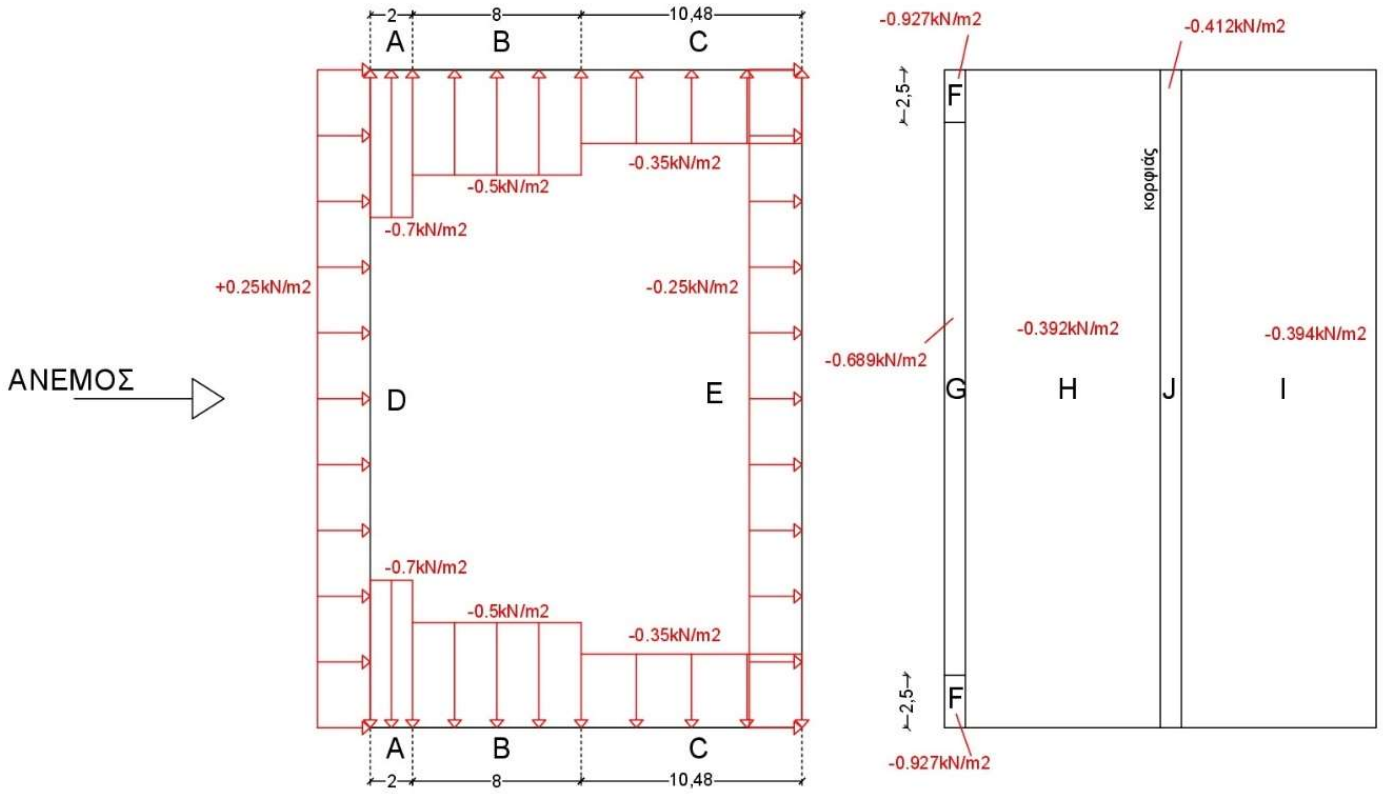 2
8
10,48
A
B
C
-0.7kN/m2
-0.5kN/m2
-0.35kN/m2
+0.25kN/m2
-0.25kN/m2
ΑΝΕΜΟΣ
D
E
-0.7kN/m2
-0.5kN/m2
-0.35kN/m2
A
B
C
2
8
10,48
-0.927kN/m2
-0.412kN/m2
2,5
F
κορφιάς
-0.392kN/m2
-0.394kN/m2
-0.689kN/m2
G
H
J
I
2,5
F
-0.927kN/m2